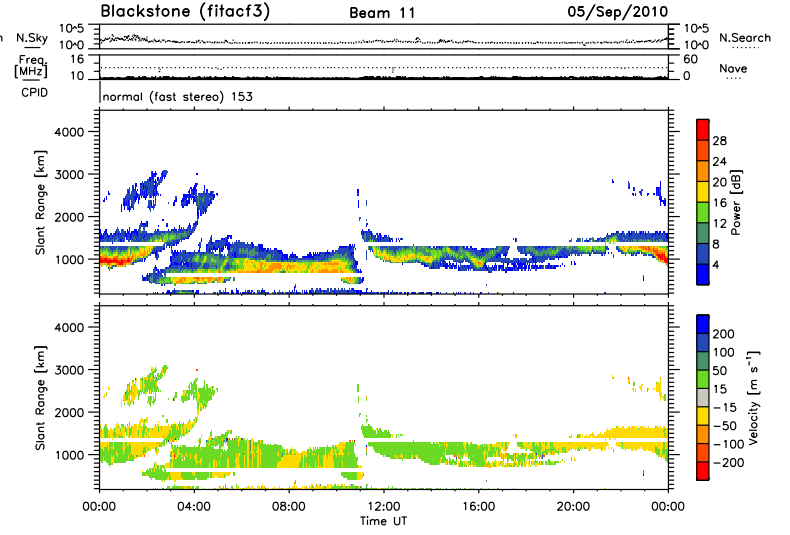 Blackstone (fitacf3) Beam 11 05/Sep/2010
N.Sky 10^5 10^5 N.Search
10^0 10^0
Freq. 16 60
[MHz] 10 10 Nave
CPID normal (fast stereo) 153
4000
3000
2000
1000
Slant Range [km]
28
24
20
16
12
8
4
Power [dB]
4000
3000
2000
1000
Slant Range [km]
200
100
50
15
-15
-50
-100
-200
Velocity [m s⁻¹]
00:00 04:00 08:00 12:00 16:00 20:00 00:00
Time UT